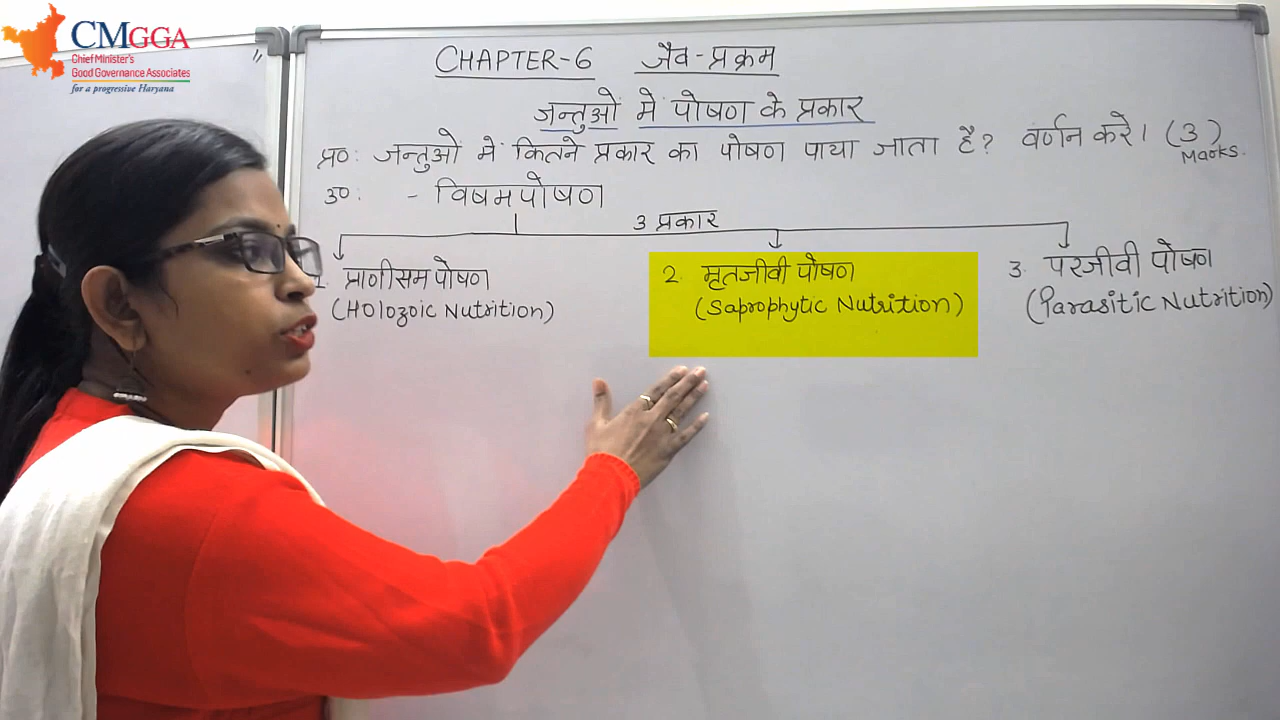 CMGGA
Chief Minister's
Good Governance Associates
for a progressive Haryana
CHAPTER-6 जैव-प्रक्रम
जन्तुओं में पोषण के प्रकार
प्र०: जन्तुओं में कितने प्रकार का पोषण पाया जाता है? वर्णन करे। (3)
Marks.
उ०: - विषमपोषण
3 प्रकार
1. प्राणीसम पोषण
(Holozoic Nutrition)
2. मृतजीवी पोषण
(Saprophytic Nutrition)
3. परजीवी पोषण
(Parasitic Nutrition)